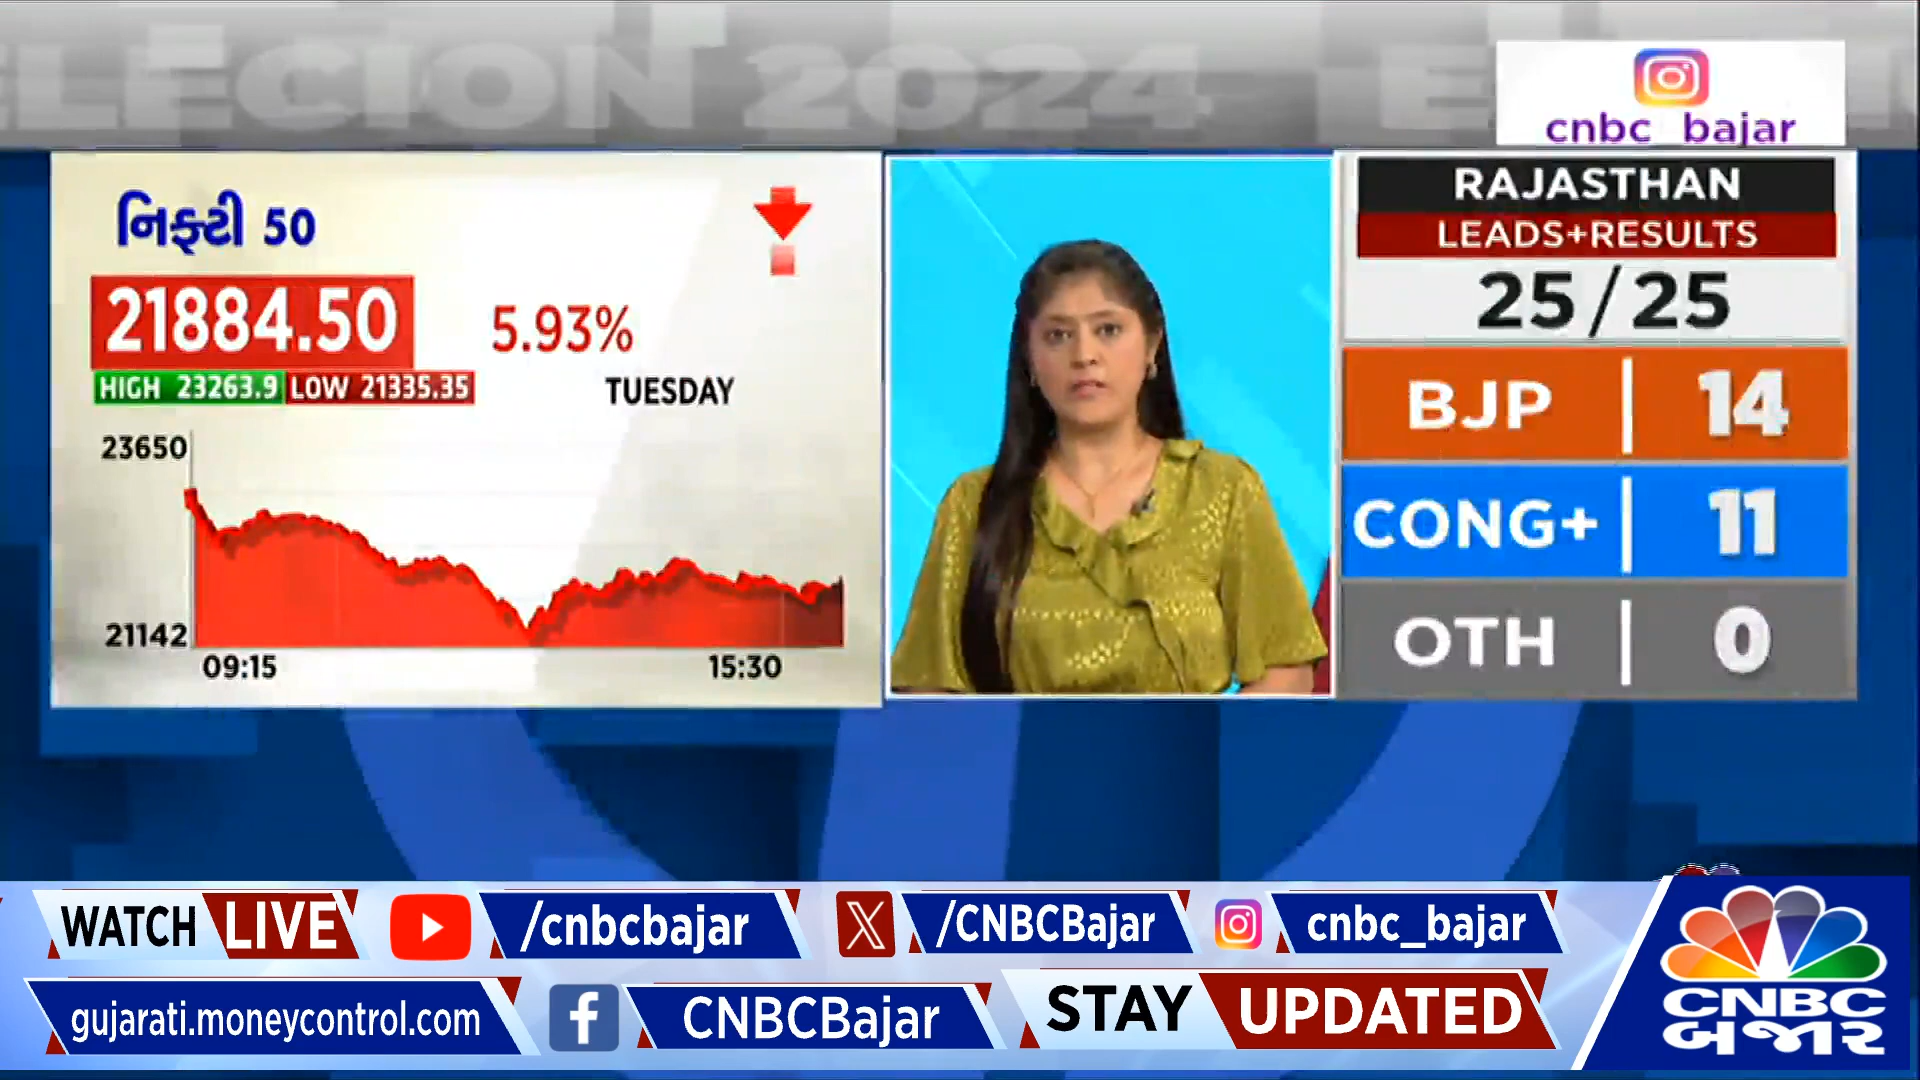 ELECION 2024
cnbc_bajar
નિફ્ટી 50
21884.50
5.93%
HIGH 23263.9 LOW 21335.35
TUESDAY
23650
21142
09:15
15:30
RAJASTHAN
LEADS+RESULTS
25/25
BJP 14
CONG+ 11
OTH 0
WATCH LIVE
/cnbcbajar
/CNBCBajar
cnbc_bajar
gujarati.moneycontrol.com
CNBCBajar
STAY UPDATED
CNBC
બજાર